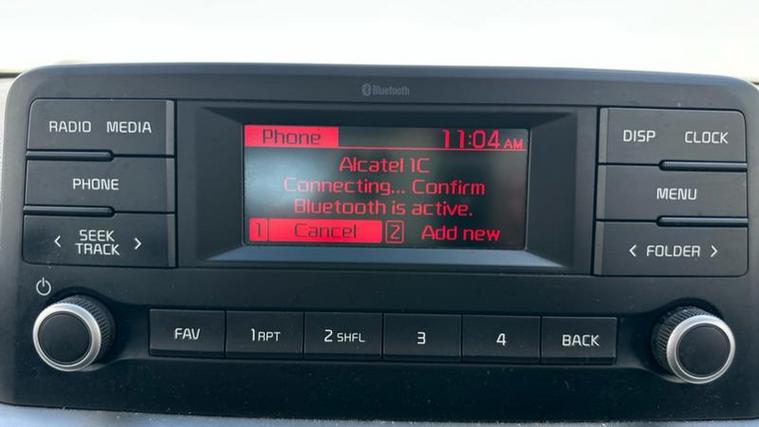 Bluetooth
RADIO MEDIA
PHONE
< SEEK TRACK >
Phone 11:04 AM
Alcatel 1C
Connecting... Confirm
Bluetooth is active.
1 Cancel 2 Add new
DISP CLOCK
MENU
< FOLDER >
FAV 1 RPT 2 SHFL 3 4 BACK